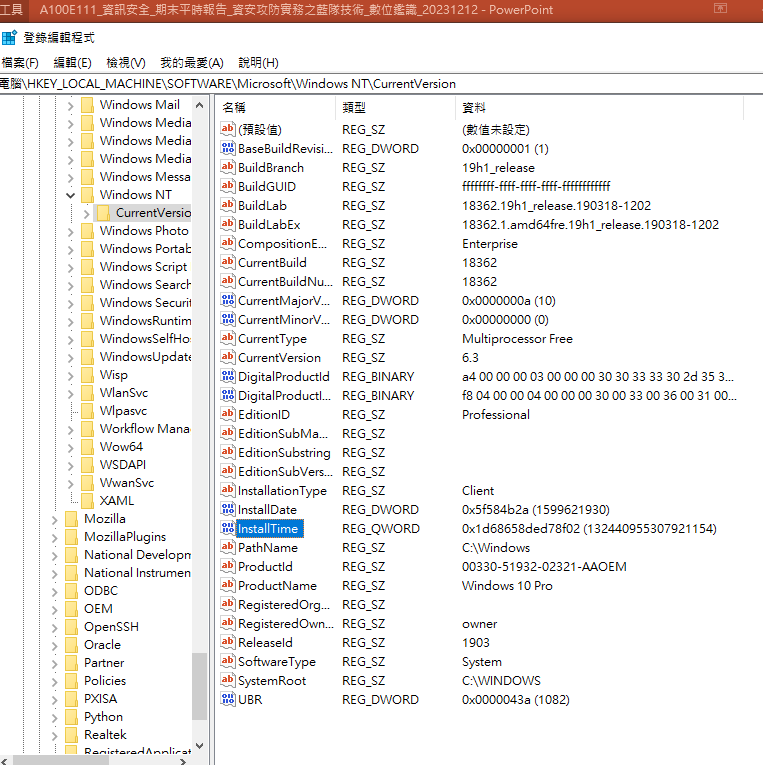 工具 A100E111_資訊安全_期末平時報告_資安攻防實務之藍隊技術_數位鑑識_20231212 - PowerPoint
登錄編輯程式
檔案(F) 編輯(E) 檢視(V) 我的最愛(A) 說明(H)
電腦\HKEY_LOCAL_MACHINE\SOFTWARE\Microsoft\Windows NT\CurrentVersion
Windows Mail
Windows Media
Windows Media
Windows Media
Windows Messa
Windows NT
CurrentVersio
Windows Photo
Windows Portab
Windows Script
Windows Search
Windows Securit
WindowsRuntim
WindowsSelfHo
WindowsUpdate
Wisp
WlanSvc
Wlpasvc
Workflow Mana
Wow64
WSDAPI
WwanSvc
XAML
Mozilla
MozillaPlugins
National Developm
National Instrumen
ODBC
OEM
OpenSSH
Oracle
Partner
Policies
PXISA
Python
Realtek
RegisteredApplicat
名稱 類型 資料
(預設值) REG_SZ (數值未設定)
BaseBuildRevisi... REG_DWORD 0x00000001 (1)
BuildBranch REG_SZ 19h1_release
BuildGUID REG_SZ ffffffff-ffff-ffff-ffff-ffffffffffff
BuildLab REG_SZ 18362.19h1_release.190318-1202
BuildLabEx REG_SZ 18362.1.amd64fre.19h1_release.190318-1202
CompositionE... REG_SZ Enterprise
CurrentBuild REG_SZ 18362
CurrentBuildNu... REG_SZ 18362
CurrentMajorV... REG_DWORD 0x0000000a (10)
CurrentMinorV... REG_DWORD 0x00000000 (0)
CurrentType REG_SZ Multiprocessor Free
CurrentVersion REG_SZ 6.3
DigitalProductId REG_BINARY a4 00 00 00 03 00 00 00 30 30 33 33 30 2d 35 3...
DigitalProductI... REG_BINARY f8 04 00 00 04 00 00 00 30 00 33 00 36 00 31 00...
EditionID REG_SZ Professional
EditionSubMa... REG_SZ
EditionSubstring REG_SZ
EditionSubVers... REG_SZ
InstallationType REG_SZ Client
InstallDate REG_DWORD 0x5f584b2a (1599621930)
InstallTime REG_QWORD 0x1d68658ded78f02 (132440955307921154)
PathName REG_SZ C:\Windows
ProductId REG_SZ 00330-51932-02321-AAOEM
ProductName REG_SZ Windows 10 Pro
RegisteredOrg... REG_SZ
RegisteredOwn... REG_SZ owner
ReleaseId REG_SZ 1903
SoftwareType REG_SZ System
SystemRoot REG_SZ C:\WINDOWS
UBR REG_DWORD 0x0000043a (1082)